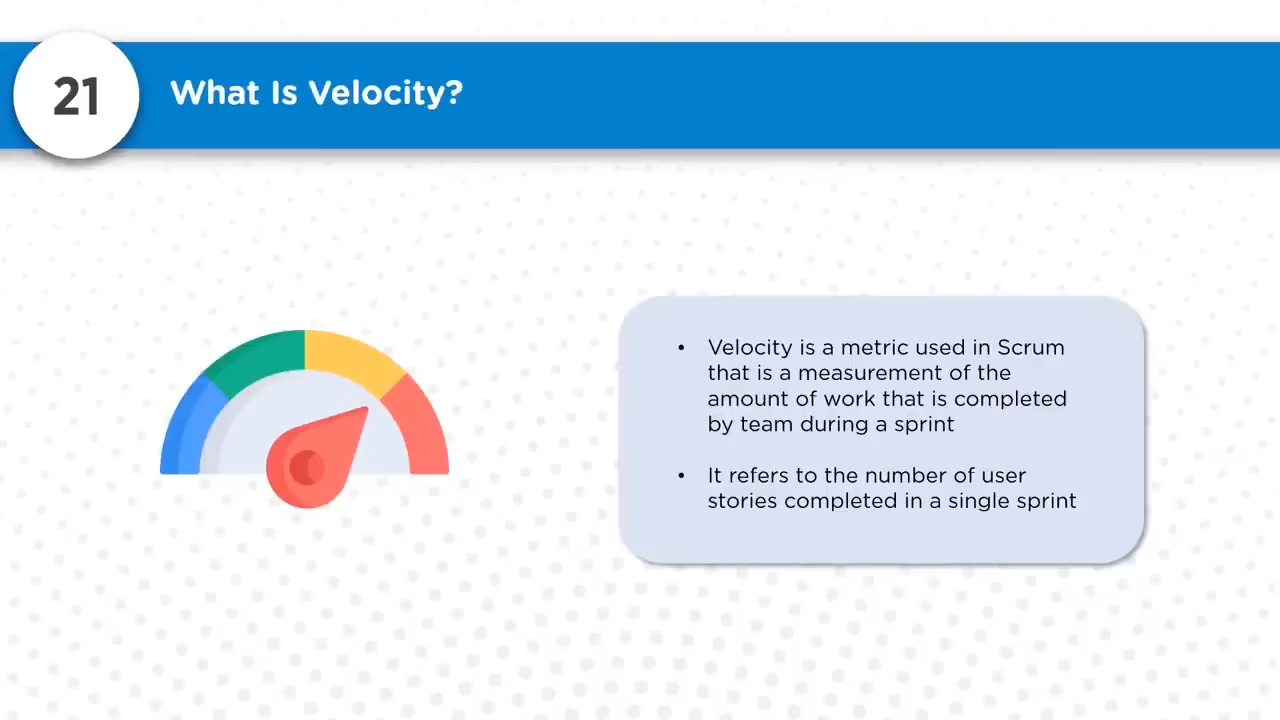 21
What Is Velocity?
• Velocity is a metric used in Scrum
that is a measurement of the
amount of work that is completed
by team during a sprint
• It refers to the number of user
stories completed in a single sprint